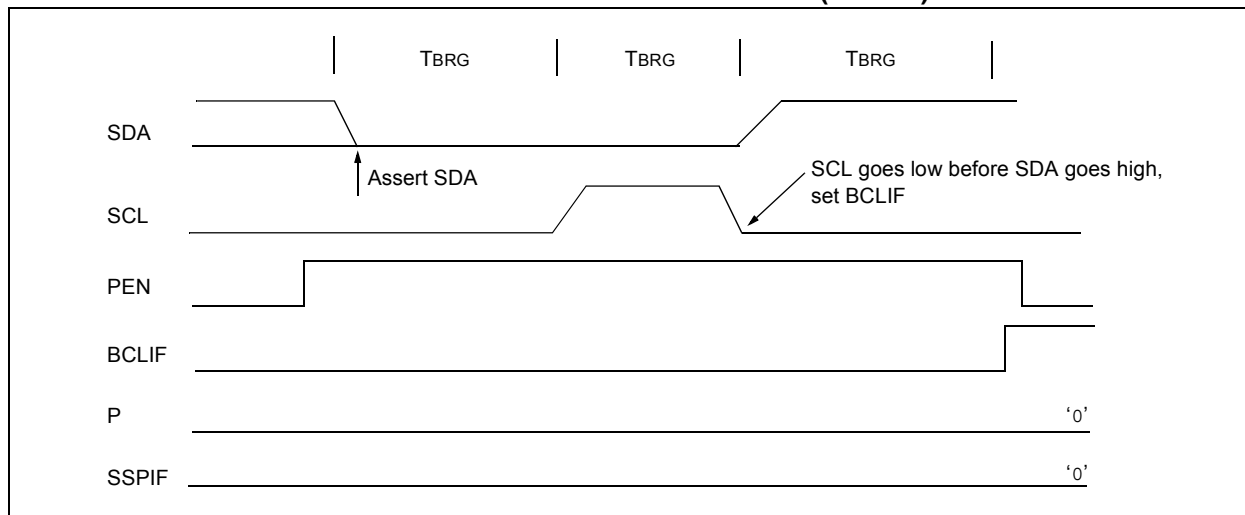 TBRG TBRG TBRG
SDA
Assert SDA
SCL goes low before SDA goes high,
set BCLIF
SCL
PEN
BCLIF
P
'0'
SSPIF
'0'